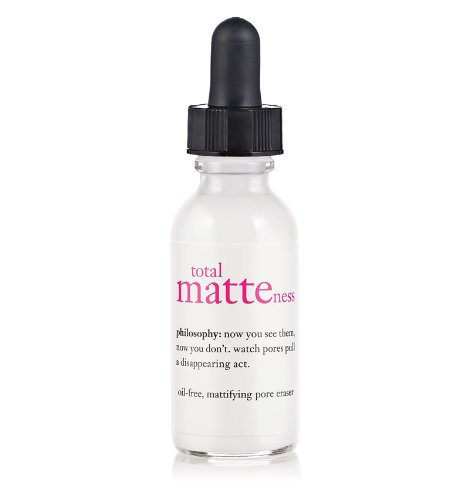 total
matteness
philosophy: now you see them,
now you don't. watch pores pull
a disappearing act.
oil-free, mattifying pore eraser